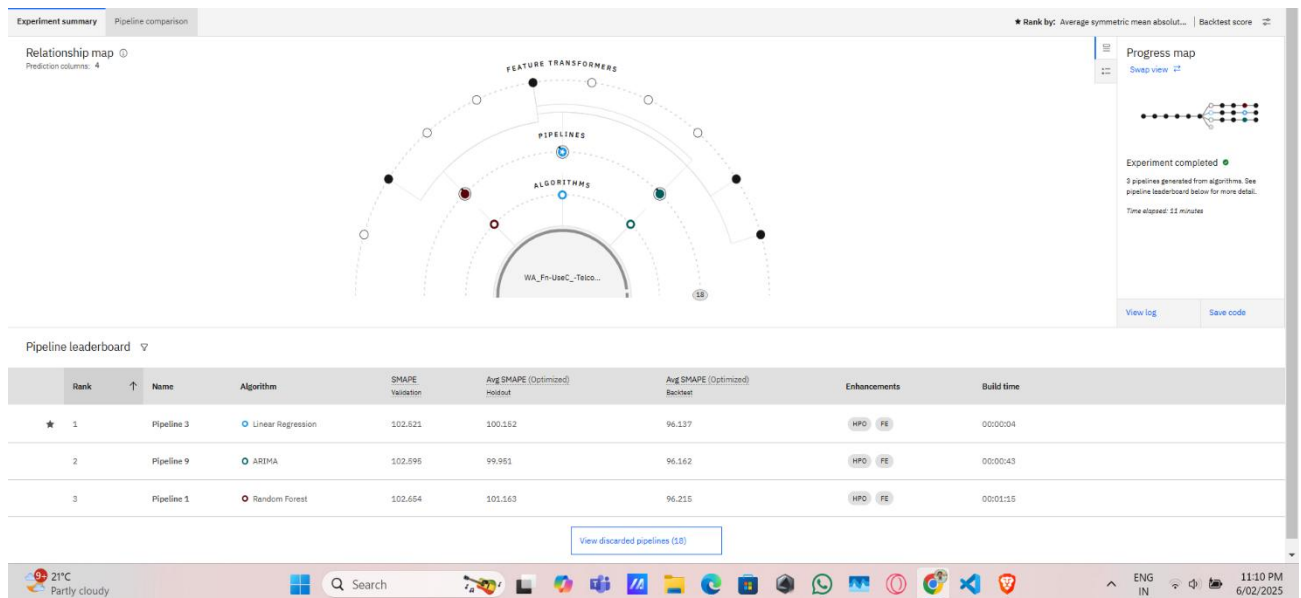 Experiment summary
Pipeline comparison
★ Rank by: Average symmetric mean absolut... | Backtest score
Relationship map
Prediction columns: 4
FEATURE TRANSFORMERS
PIPELINES
ALGORITHMS
WA_Fn-UseC_-Telco...
18
Progress map
Swap view
Experiment completed
3 pipelines generated from algorithms. See
pipeline leaderboard below for more detail.
Time elapsed: 11 minutes
View log
Save code
Pipeline leaderboard
Rank ↑ Name Algorithm SMAPE Avg SMAPE (Optimized) Avg SMAPE (Optimized) Enhancements Build time
Validation Holdout Backtest
★ 1 Pipeline 3 Linear Regression 102.521 100.152 96.137 HPO FE 00:00:04
2 Pipeline 9 ARIMA 102.595 99.951 96.162 HPO FE 00:00:43
3 Pipeline 1 Random Forest 102.654 101.163 96.215 HPO FE 00:01:15
View discarded pipelines (18)
9+ 21°C
Partly cloudy
Search
ENG
IN
11:10 PM
6/02/2025